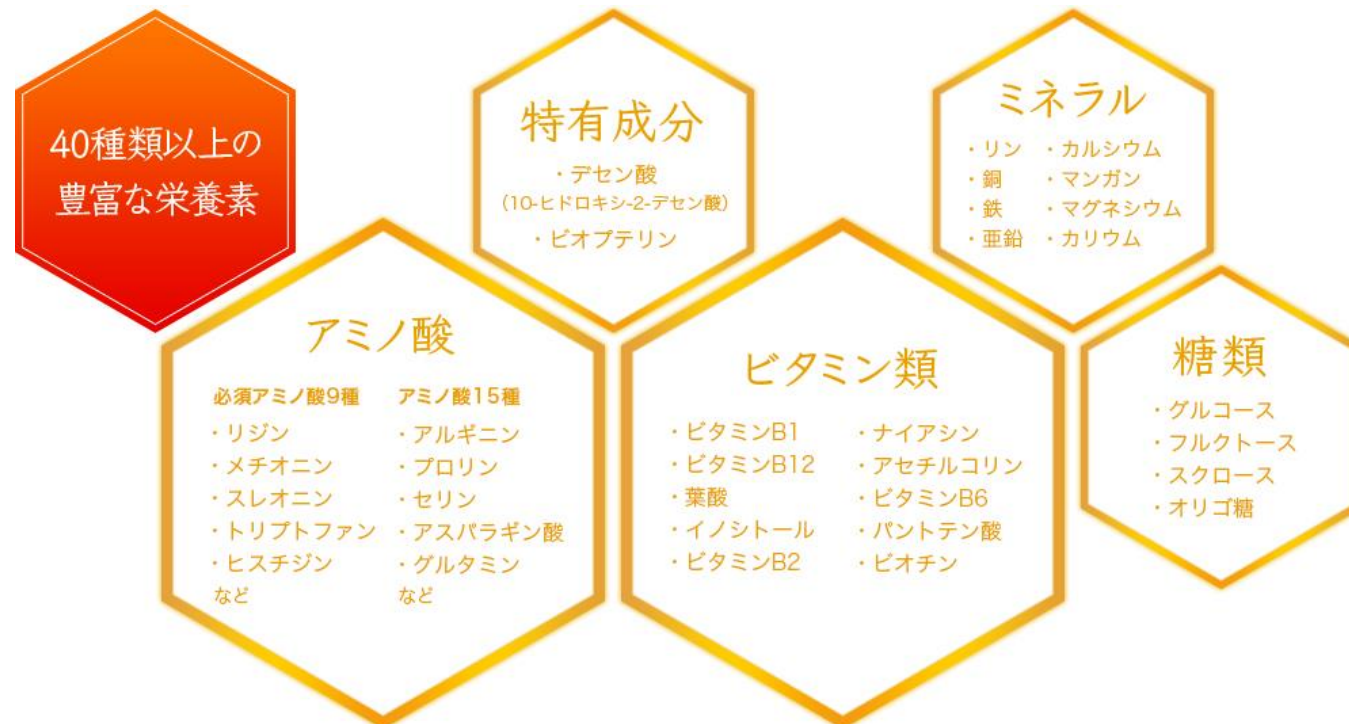 40種類以上の
豊富な栄養素
特有成分
・デセン酸
（10-ヒドロキシ-2-デセン酸）
・ビオプテリン
ミネラル
・リン ・カルシウム
・銅 ・マンガン
・鉄 ・マグネシウム
・亜鉛 ・カリウム
アミノ酸
必須アミノ酸9種
・リジン
・メチオニン
・スレオニン
・トリプトファン
・ヒスチジン
など
アミノ酸15種
・アルギニン
・プロリン
・セリン
・アスパラギン酸
・グルタミン
など
ビタミン類
・ビタミンB1
・ビタミンB12
・葉酸
・イノシトール
・ビタミンB2
・ナイアシン
・アセチルコリン
・ビタミンB6
・パントテン酸
・ビオチン
糖類
・グルコース
・フルクトース
・スクロース
・オリゴ糖